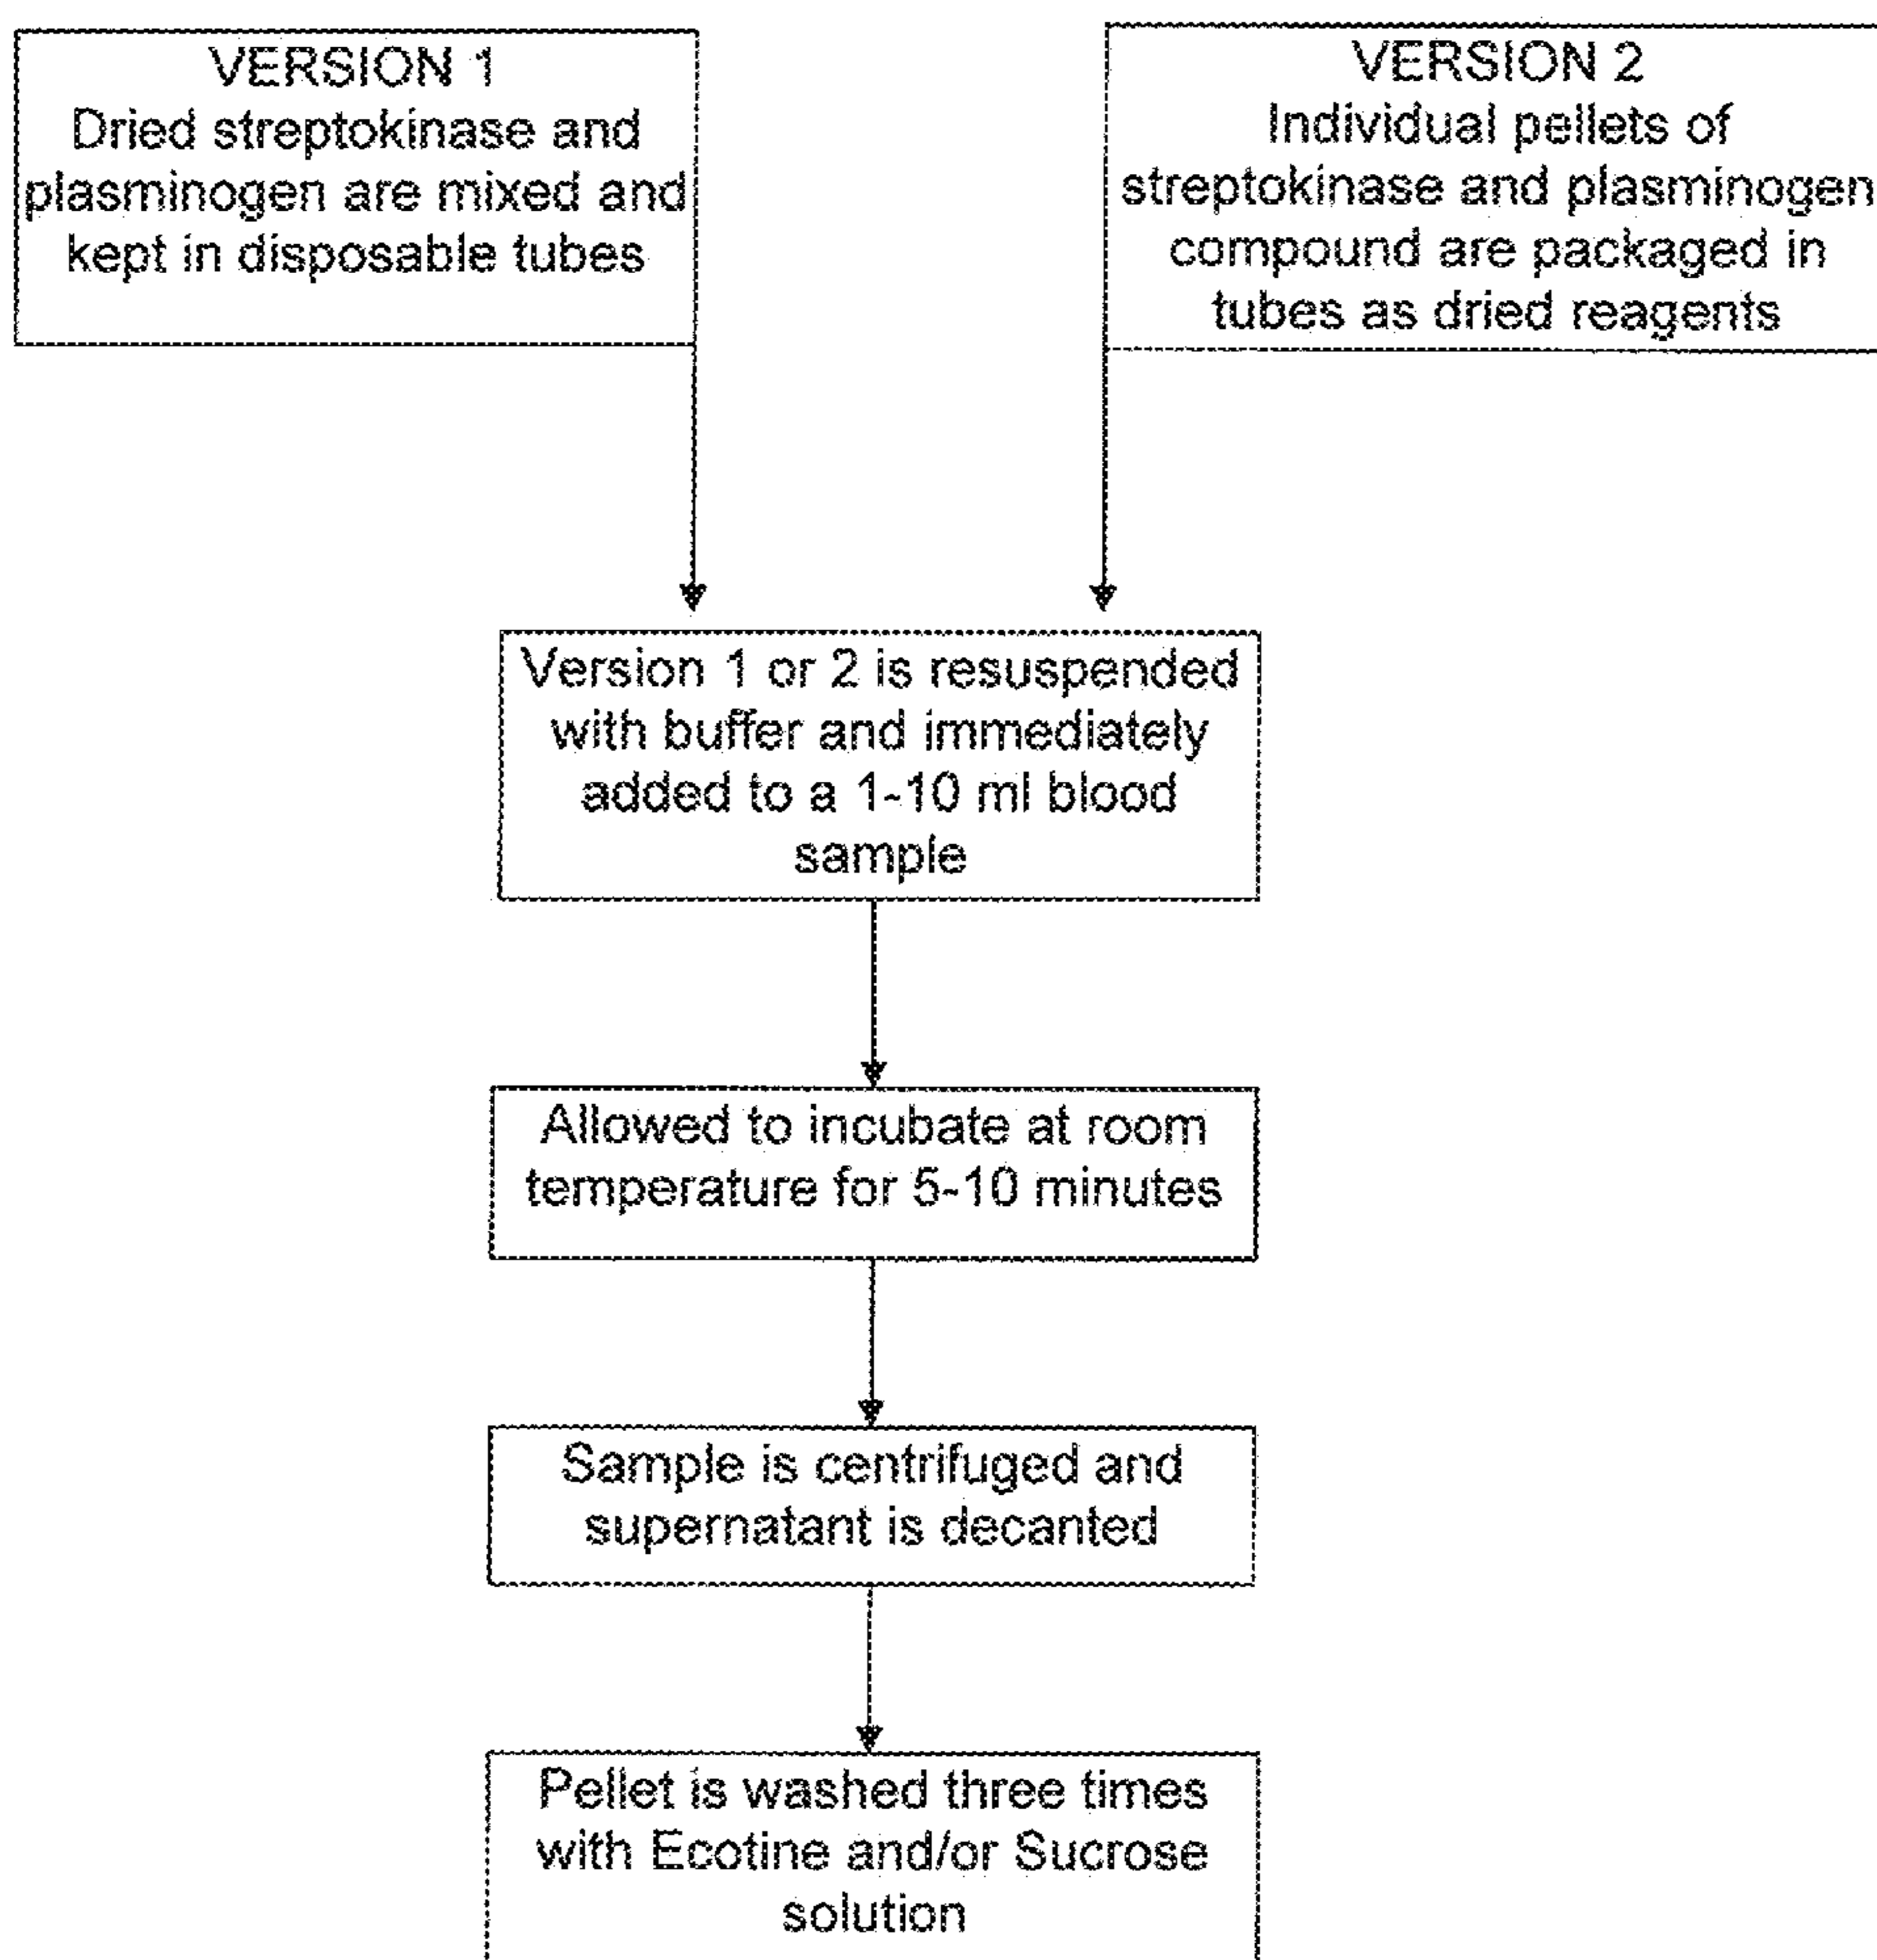 VERSION 1
Dried streptokinase and
plasminogen are mixed and
kept in disposable tubes
VERSION 2
Individual pellets of
streptokinase and plasminogen
compound are packaged in
tubes as dried reagents
Version 1 or 2 is resuspended
with buffer and immediately
added to a 1-10 ml blood
sample
Allowed to incubate at room
temperature for 5-10 minutes
Sample is centrifuged and
supernatant is decanted
Pellet is washed three times
with Ecotine and/or Sucrose
solution